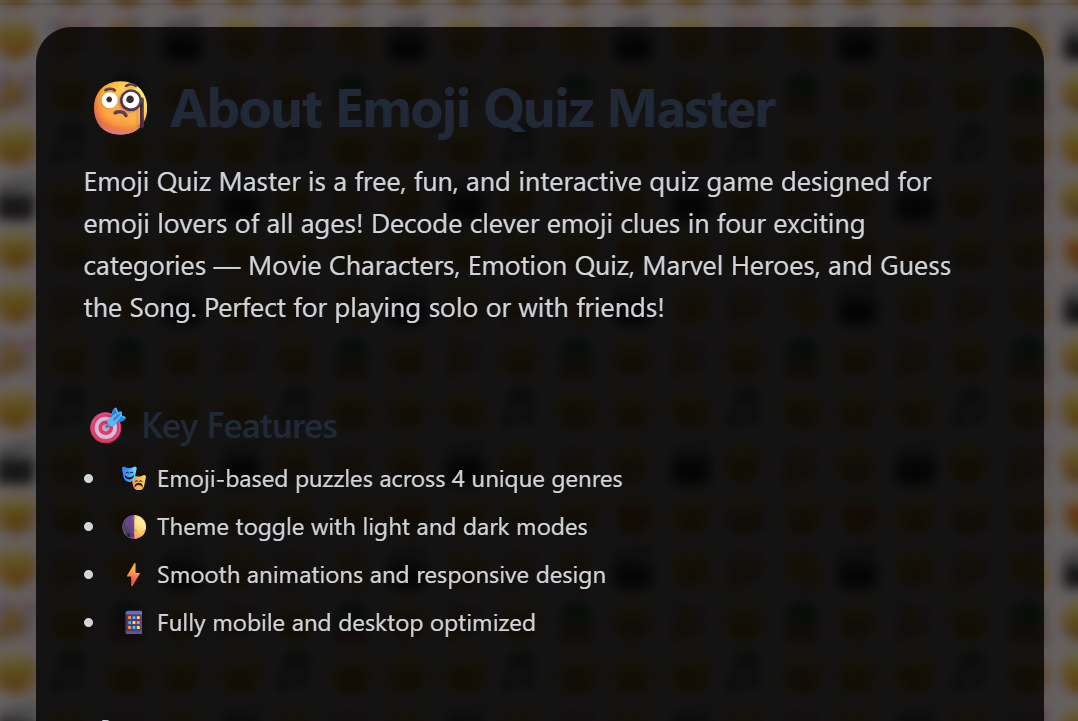 🧐 About Emoji Quiz Master
Emoji Quiz Master is a free, fun, and interactive quiz game designed for
emoji lovers of all ages! Decode clever emoji clues in four exciting
categories — Movie Characters, Emotion Quiz, Marvel Heroes, and Guess
the Song. Perfect for playing solo or with friends!
🎯 Key Features
• 🎭 Emoji-based puzzles across 4 unique genres
• 🌓 Theme toggle with light and dark modes
• ⚡ Smooth animations and responsive design
• 📱 Fully mobile and desktop optimized